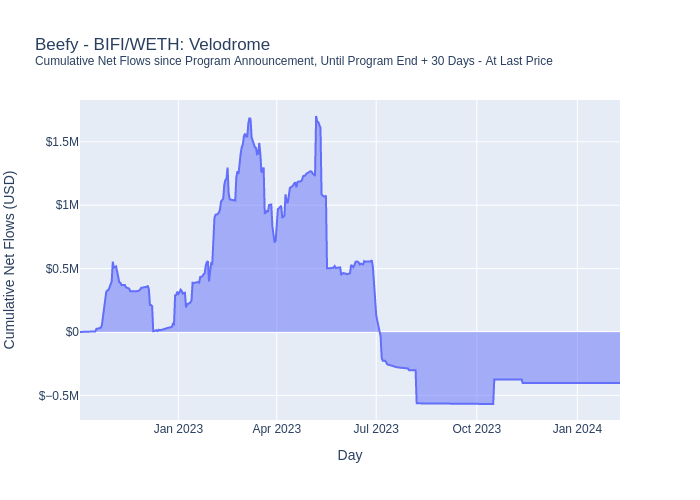 Beefy - BIFI/WETH: Velodrome
Cumulative Net Flows since Program Announcement, Until Program End + 30 Days - At Last Price
Cumulative Net Flows (USD)
$1.5M
$1M
$0.5M
$0
$−0.5M
Jan 2023
Apr 2023
Jul 2023
Oct 2023
Jan 2024
Day